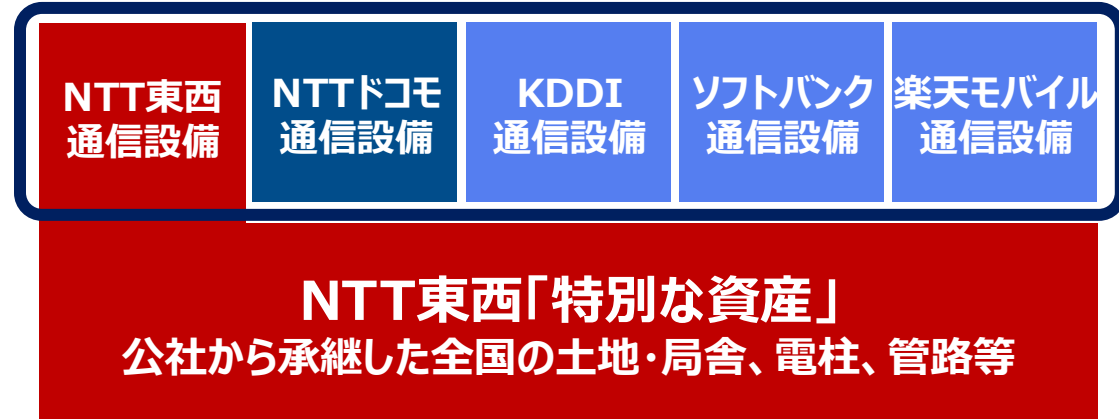 NTT東西
通信設備
NTTドコモ
通信設備
KDDI
通信設備
ソフトバンク
通信設備
楽天モバイル
通信設備
NTT東西「特別な資産」
公社から承継した全国の土地・局舎、電柱、管路等